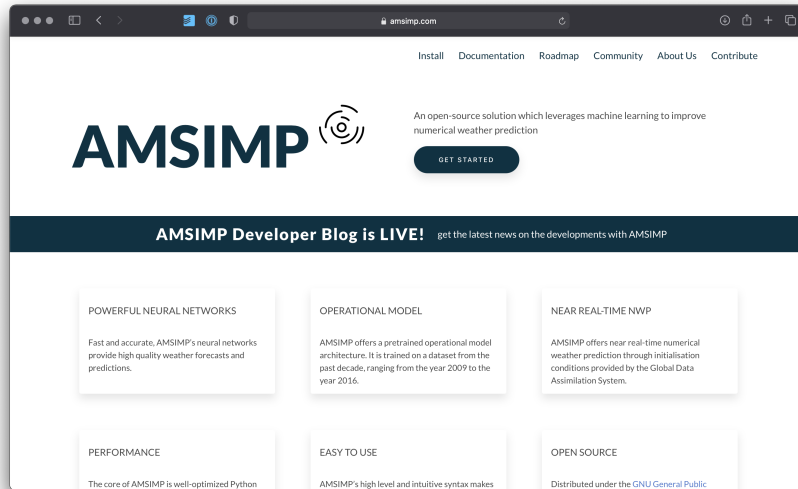 amsimp.com
Install Documentation Roadmap Community About Us Contribute
AMSIMP
An open-source solution which leverages machine learning to improve
numerical weather prediction
GET STARTED
AMSIMP Developer Blog is LIVE! get the latest news on the developments with AMSIMP
POWERFUL NEURAL NETWORKS
Fast and accurate, AMSIMP's neural networks
provide high quality weather forecasts and
predictions.
OPERATIONAL MODEL
AMSIMP offers a pretrained operational model
architecture. It is trained on a dataset from the
past decade, ranging from the year 2009 to the
year 2016.
NEAR REAL-TIME NWP
AMSIMP offers near real-time numerical
weather prediction through initialisation
conditions provided by the Global Data
Assimilation System.
PERFORMANCE
The core of AMSIMP is well-optimized Python
EASY TO USE
AMSIMP's high level and intuitive syntax makes
OPEN SOURCE
Distributed under the GNU General Public